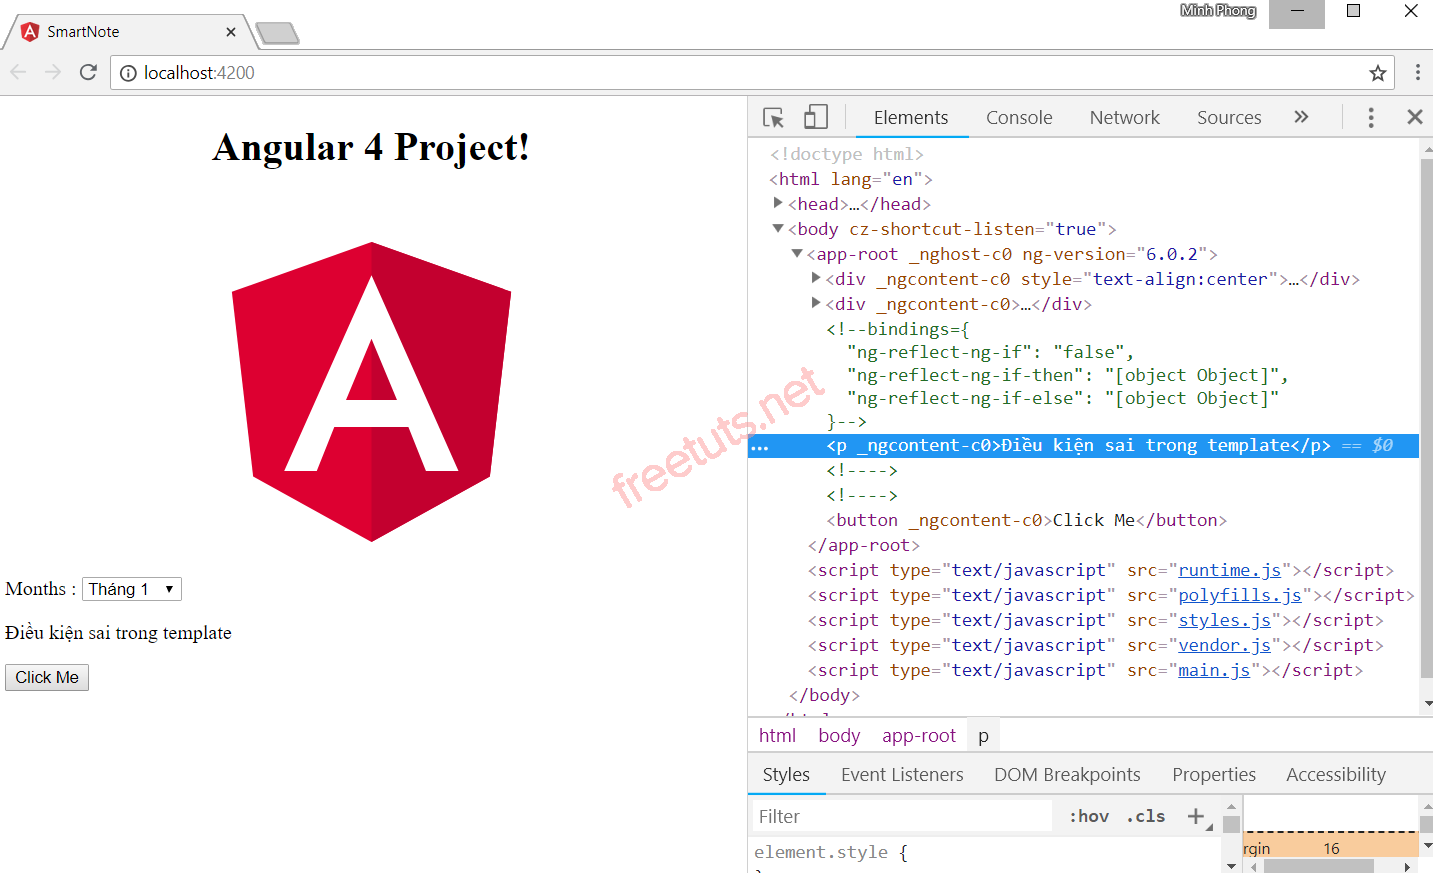 Minh Phong
SmartNote
localhost:4200
Angular 4 Project!
Months : Tháng 1
Điều kiện sai trong template
Click Me
freetuts.net
Elements Console Network Sources
<!doctype html>
<html lang="en">
<head>…</head>
<body cz-shortcut-listen="true">
<app-root _nghost-c0 ng-version="6.0.2">
<div _ngcontent-c0 style="text-align:center">…</div>
<div _ngcontent-c0>…</div>
<!--bindings={
"ng-reflect-ng-if": "false",
"ng-reflect-ng-if-then": "[object Object]",
"ng-reflect-ng-if-else": "[object Object]"
}-->
<p _ngcontent-c0>Điều kiện sai trong template</p> == $0
<!---->
<!---->
<button _ngcontent-c0>Click Me</button>
</app-root>
<script type="text/javascript" src="runtime.js"></script>
<script type="text/javascript" src="polyfills.js"></script>
<script type="text/javascript" src="styles.js"></script>
<script type="text/javascript" src="vendor.js"></script>
<script type="text/javascript" src="main.js"></script>
</body>
html body app-root p
Styles Event Listeners DOM Breakpoints Properties Accessibility
Filter :hov .cls +
element.style {
rgin 16